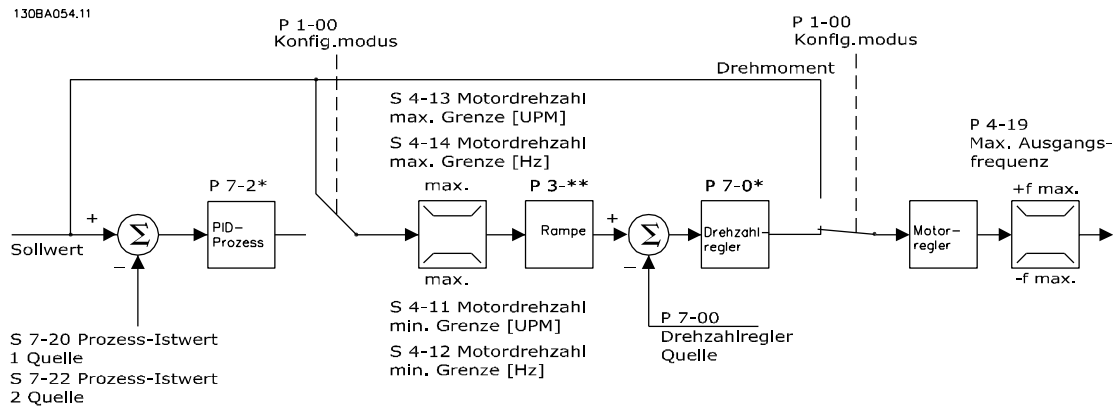 130BA054.11
P 1-00
Konfig.modus
P 1-00
Konfig.modus
Drehmoment
S 4-13 Motordrehzahl
max. Grenze [UPM]
S 4-14 Motordrehzahl
max. Grenze [Hz]
P 4-19
Max. Ausgangs-
frequenz
P 7-2*
max.
P 3-**
P 7-0*
+f max.
+
Σ
PID-
Prozess
Rampe
+
Σ
Drehzahl-
regler
Motor-
regler
Sollwert
_
_
max.
-f max.
S 7-20 Prozess-Istwert
1 Quelle
S 7-22 Prozess-Istwert
2 Quelle
S 4-11 Motordrehzahl
min. Grenze [UPM]
S 4-12 Motordrehzahl
min. Grenze [Hz]
P 7-00
Drehzahlregler
Quelle